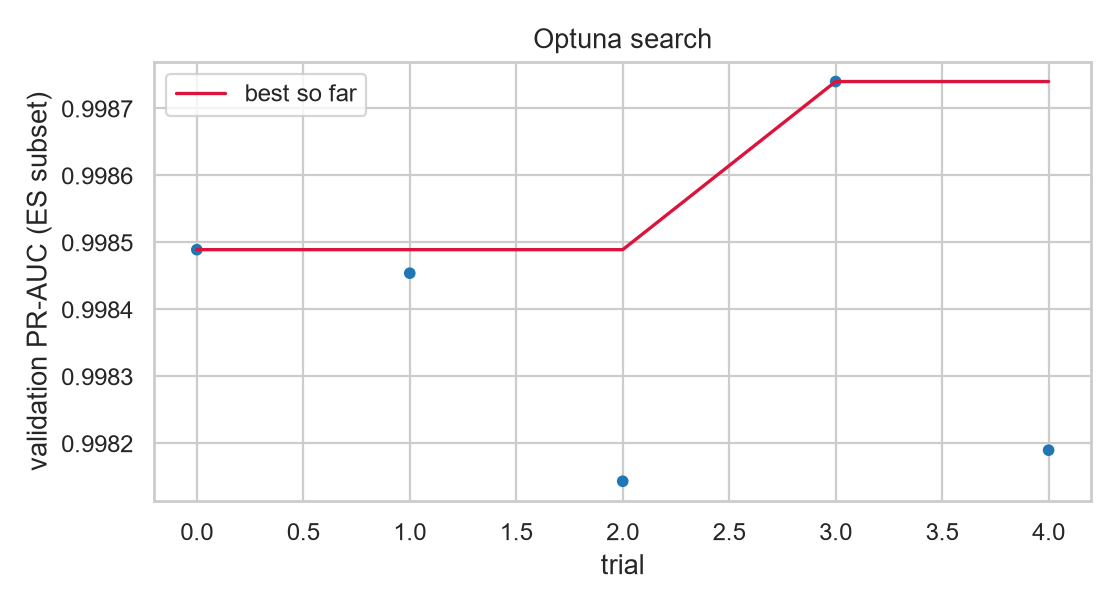 Optuna search
best so far
validation PR-AUC (ES subset)
0.9987
0.9986
0.9985
0.9984
0.9983
0.9982
0.0 0.5 1.0 1.5 2.0 2.5 3.0 3.5 4.0
trial